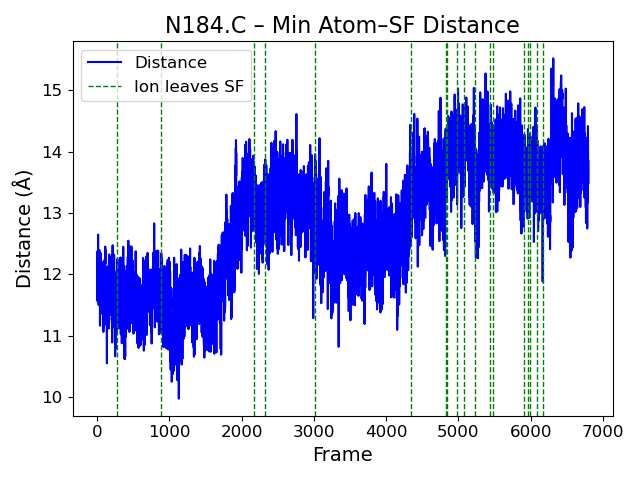 N184.C – Min Atom–SF Distance
Distance
Ion leaves SF
Distance (Å)
15
14
13
12
11
10
0 1000 2000 3000 4000 5000 6000 7000
Frame